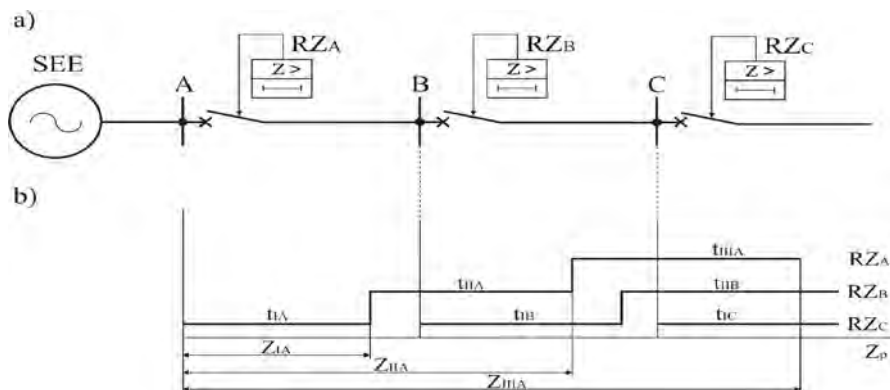 a)
SEE
A
RZA
Z >
B
RZB
Z >
C
RZC
Z >
b)
tIIIA
RZA
tIIA
tIIB
RZB
tIA
tIB
tIC
RZC
ZIA
Zp
ZIIA
ZIIIA